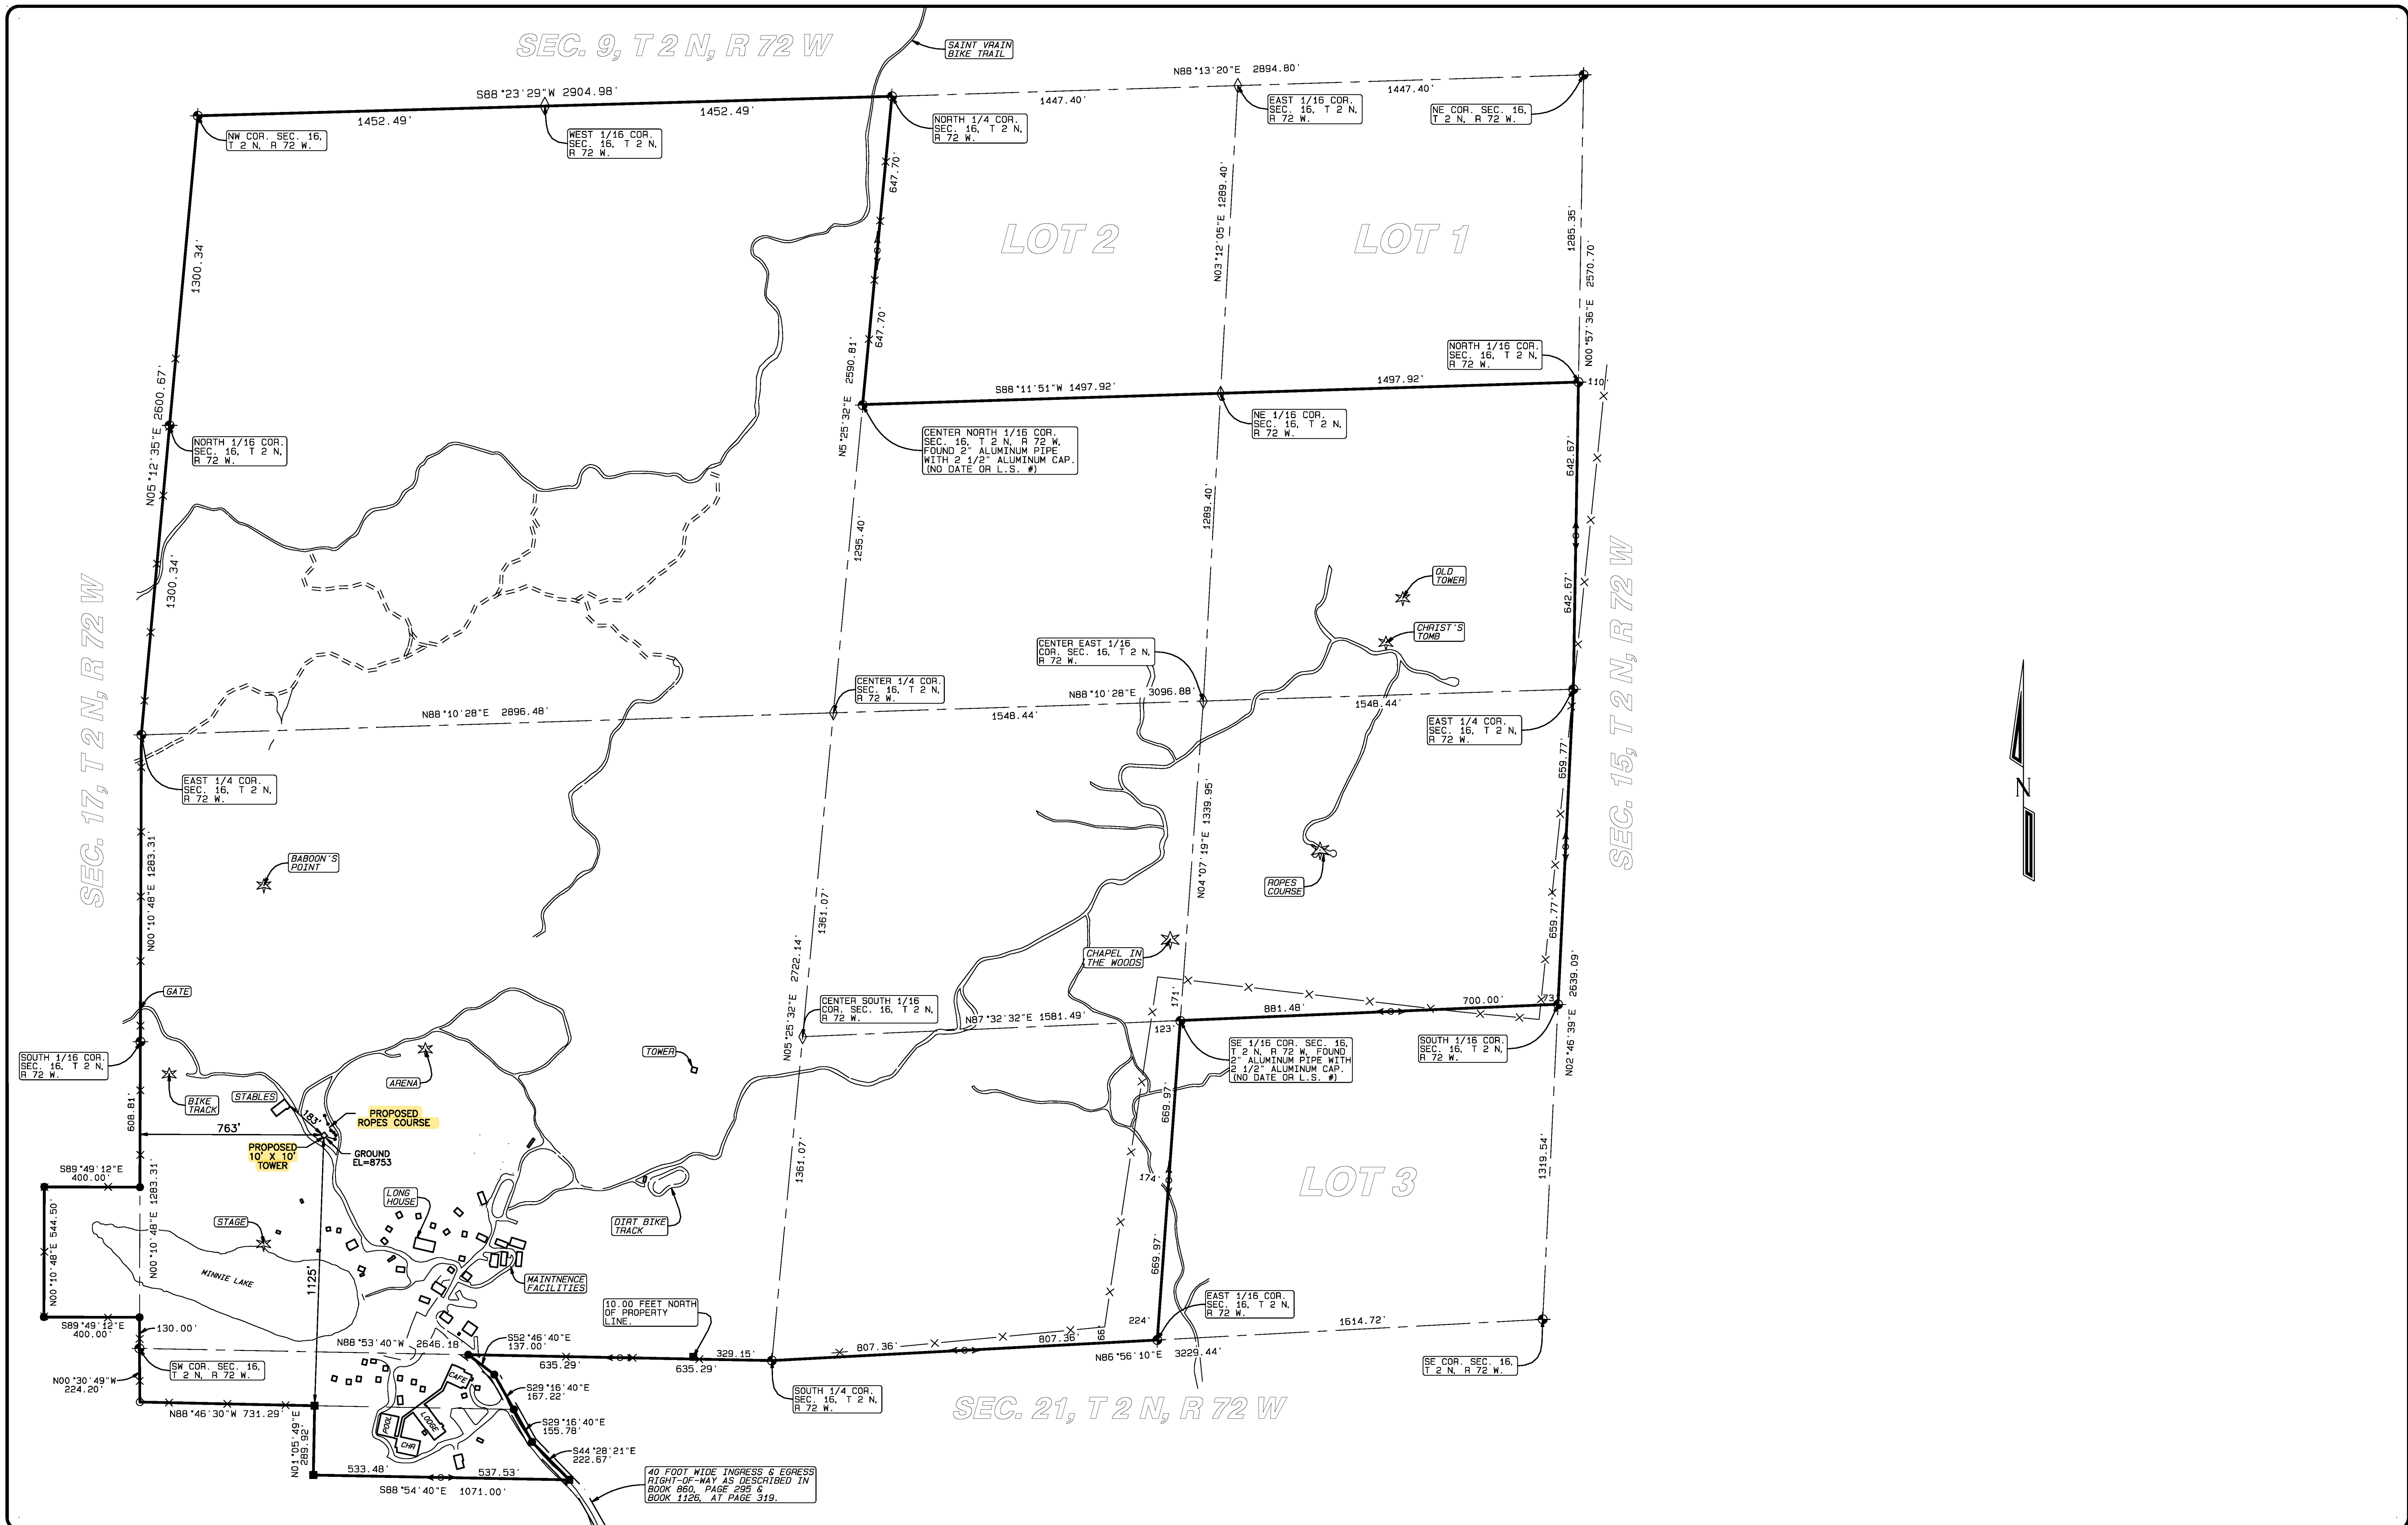 SEC. 9, T 2 N, R 72 W
SAINT VRAIN
BIKE TRAIL
S88°23'29"W 2904.98'
1452.49'
1452.49'
N88°13'20"E 2894.80'
1447.40'
1447.40'
NW COR. SEC. 16,
T 2 N, R 72 W.
WEST 1/16 COR.
SEC. 16, T 2 N,
R 72 W.
NORTH 1/4 COR.
SEC. 16, T 2 N,
R 72 W.
EAST 1/16 COR.
SEC. 16, T 2 N,
R 72 W.
NE COR. SEC. 16,
T 2 N, R 72 W.
1300.34'
647.70'
N03°12'05"E 1289.40'
1285.35'
LOT 2
LOT 1
N00°57'36"E 2570.70'
647.70'
N5°25'32"E 2590.81'
NORTH 1/16 COR.
SEC. 16, T 2 N,
R 72 W.
110'
S88°11'51"W 1497.92'
1497.92'
N05°12'35"E 2600.67'
NORTH 1/16 COR.
SEC. 16, T 2 N,
R 72 W.
CENTER NORTH 1/16 COR.
SEC. 16, T 2 N, R 72 W,
FOUND 2" ALUMINUM PIPE
WITH 2 1/2" ALUMINUM CAP.
(NO DATE OR L.S. #)
NE 1/16 COR.
SEC. 16, T 2 N,
R 72 W.
642.67'
1295.40'
1289.40'
1300.34'
642.67'
SEC. 17, T 2 N, R 72 W
SEC. 15, T 2 N, R 72 W
OLD
TOWER
CHRIST'S
TOMB
CENTER EAST 1/16
COR. SEC. 16, T 2 N,
R 72 W.
CENTER 1/4 COR.
SEC. 16, T 2 N,
R 72 W.
N88°10'28"E 2896.48'
N88°10'28"E 3096.88'
1548.44'
1548.44'
EAST 1/4 COR.
SEC. 16, T 2 N,
R 72 W.
EAST 1/4 COR.
SEC. 16, T 2 N,
R 72 W.
659.77'
N
N00°10'48"E 1283.31'
N04°07'19"E 1339.95'
BABOON'S
POINT
ROPES
COURSE
1361.07'
659.77'
N05°25'32"E 2722.14'
CHAPEL IN
THE WOODS
GATE
171'
CENTER SOUTH 1/16
COR. SEC. 16, T 2 N,
R 72 W.
N87°32'32"E 1581.49'
123'
881.48'
700.00'
73'
N02°46'39"E 2639.09'
SOUTH 1/16 COR.
SEC. 16, T 2 N,
R 72 W.
SE 1/16 COR. SEC. 16,
T 2 N, R 72 W, FOUND
2" ALUMINUM PIPE WITH
2 1/2" ALUMINUM CAP.
(NO DATE OR L.S. #)
SOUTH 1/16 COR.
SEC. 16, T 2 N,
R 72 W.
TOWER
ARENA
BIKE
TRACK
STABLES
608.81'
183'
PROPOSED
ROPES COURSE
763'
PROPOSED
10' X 10'
TOWER
GROUND
EL=8753
669.97'
1361.07'
174'
LOT 3
1319.54'
S89°49'12"E
400.00'
N00°10'48"E 544.50'
N00°10'48"E 1283.31'
LONG
HOUSE
STAGE
DIRT BIKE
TRACK
MINNIE LAKE
1125'
MAINTNENCE
FACILITIES
669.97'
10.00 FEET NORTH
OF PROPERTY
LINE.
EAST 1/16 COR.
SEC. 16, T 2 N,
R 72 W.
S89°49'12"E
400.00'
130.00'
N88°53'40"W 2646.18'
S52°46'40"E
137.00'
635.29'
635.29'
329.15'
807.36'
807.36'
66'
224'
N86°56'10"E 3229.44'
1614.72'
SE COR. SEC. 16,
T 2 N, R 72 W.
SW COR. SEC. 16,
T 2 N, R 72 W.
N00°30'49"W
224.20'
N88°46'30"W 731.29'
CAFE
POOL
LODGE
CHR
S29°16'40"E
167.22'
S29°16'40"E
155.78'
S44°28'21"E
222.67'
SOUTH 1/4 COR.
SEC. 16, T 2 N,
R 72 W.
SEC. 21, T 2 N, R 72 W
N01°05'49"E
289.92'
533.48'
537.53'
S88°54'40"E 1071.00'
40 FOOT WIDE INGRESS & EGRESS
RIGHT-OF-WAY AS DESCRIBED IN
BOOK 860, PAGE 295 &
BOOK 1126, AT PAGE 319.